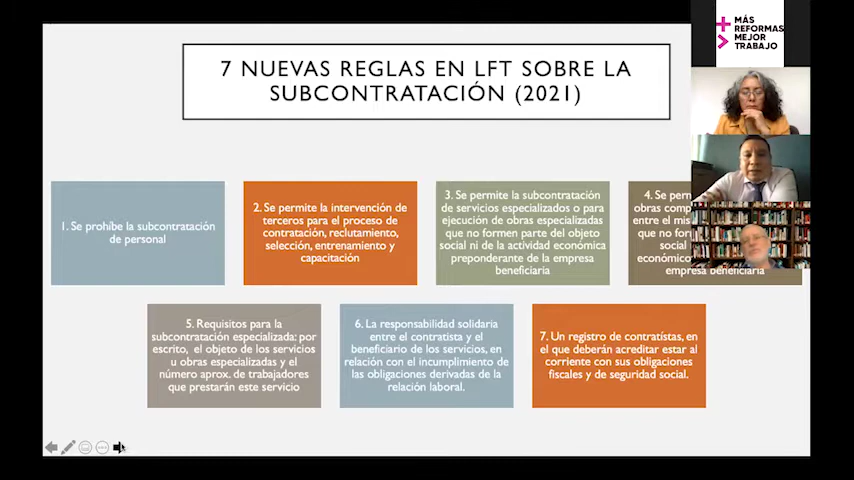 MÁS
REFORMAS
MEJOR
TRABAJO
7 NUEVAS REGLAS EN LFT SOBRE LA
SUBCONTRATACIÓN (2021)
1. Se prohíbe la subcontratación
de personal
2. Se permite la intervención de
terceros para el proceso de
contratación, reclutamiento,
selección, entrenamiento y
capacitación
3. Se permite la subcontratación
de servicios especializados o para
ejecución de obras especializadas
que no formen parte del objeto
social ni de la actividad económica
preponderante de la empresa
beneficiaria
4. Se
obras
entre el
que no
social
empresa beneficiaria
5. Requisitos para la
subcontratación especializada: por
escrito, el objeto de los servicios
u obras especializadas y el
número aprox. de trabajadores
que prestarán este servicio
6. La responsabilidad solidaria
entre el contratista y el
beneficiario de los servicios, en
relación con el incumplimiento de
las obligaciones derivadas de la
relación laboral.
7. Un registro de contratístas, en
el que deberán acreditar estar al
corriente con sus obligaciones
fiscales y de seguridad social.